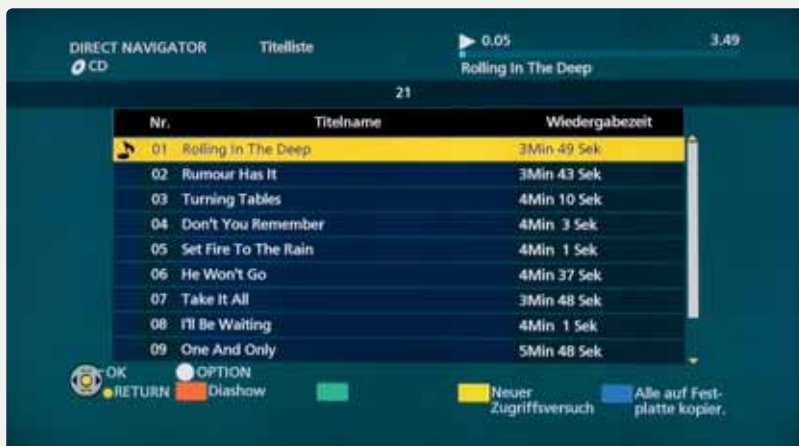 DIRECT NAVIGATOR Titelliste 0.05 3.49
CD Rolling In The Deep
21
Nr. Titelname Wiedergabezeit
01 Rolling In The Deep 3Min 49 Sek
02 Rumour Has It 3Min 43 Sek
03 Turning Tables 4Min 10 Sek
04 Don't You Remember 4Min 3 Sek
05 Set Fire To The Rain 4Min 1 Sek
06 He Won't Go 4Min 37 Sek
07 Take It All 3Min 48 Sek
08 I'll Be Waiting 4Min 1 Sek
09 One And Only 5Min 48 Sek
OK OPTION
RETURN Diashow Neuer Alle auf Fest-
Zugriffsversuch platte kopier.